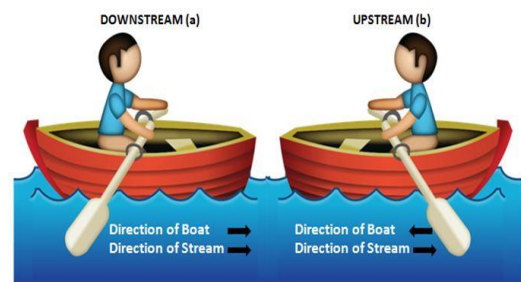 DOWNSTREAM (a)
UPSTREAM (b)
Direction of Boat
Direction of Stream
Direction of Boat
Direction of Stream